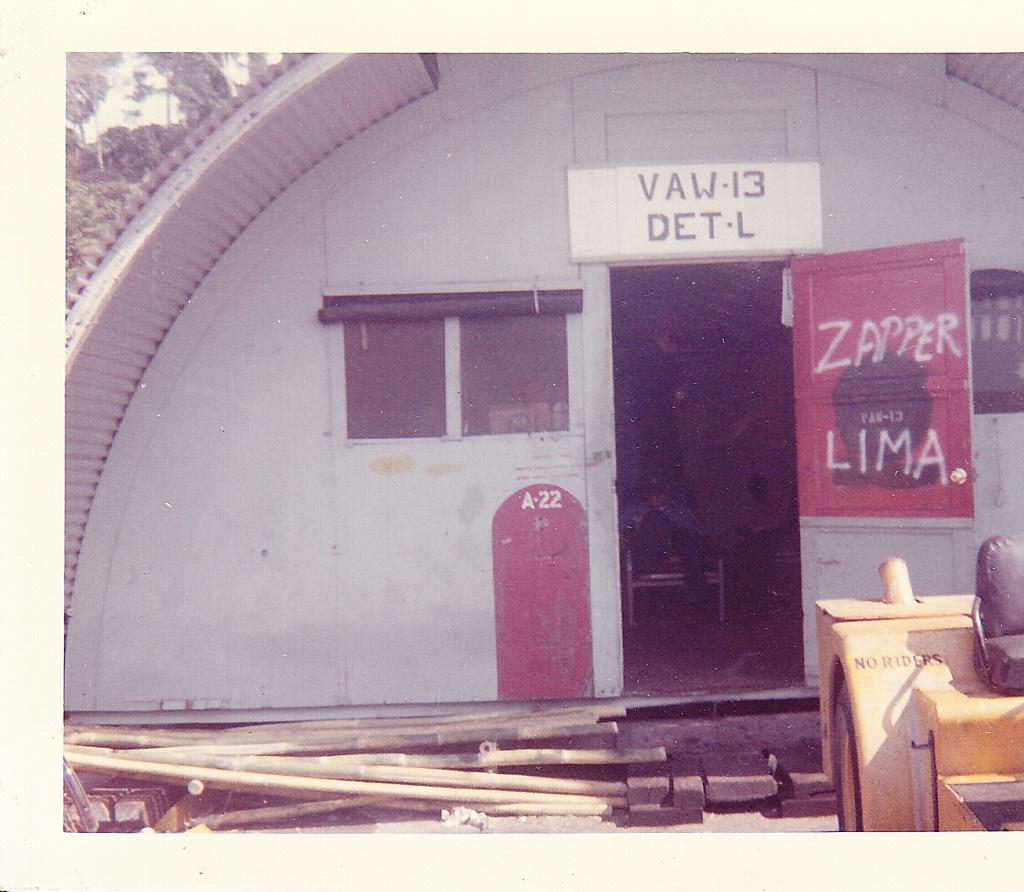 VAW-13
DET-L
ZAPPER
VAW-13
LIMA
A-22
NO RIDERS